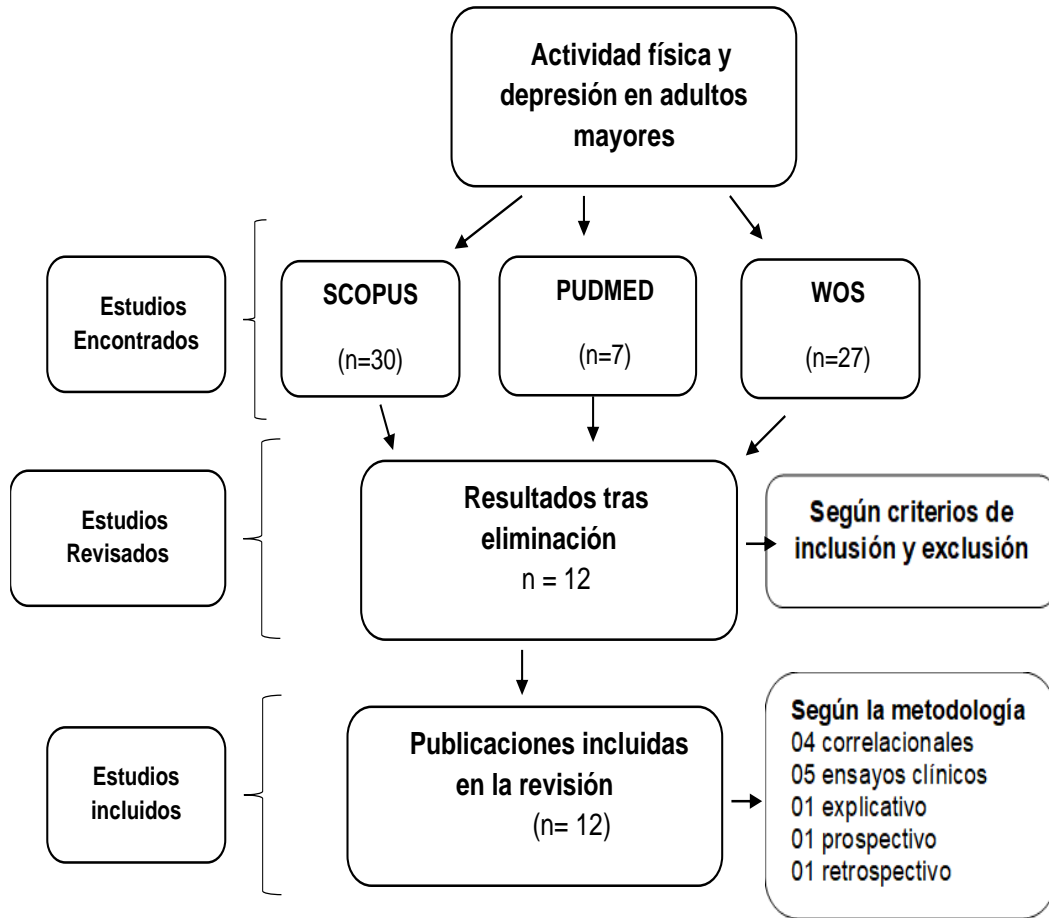 Actividad física y
depresión en adultos
mayores
Estudios
Encontrados
SCOPUS
(n=30)
PUDMED
(n=7)
WOS
(n=27)
Estudios
Revisados
Resultados tras
eliminación
n = 12
Según criterios de
inclusión y exclusión
Estudios
incluidos
Publicaciones incluidas
en la revisión
(n= 12)
Según la metodología
04 correlacionales
05 ensayos clínicos
01 explicativo
01 prospectivo
01 retrospectivo